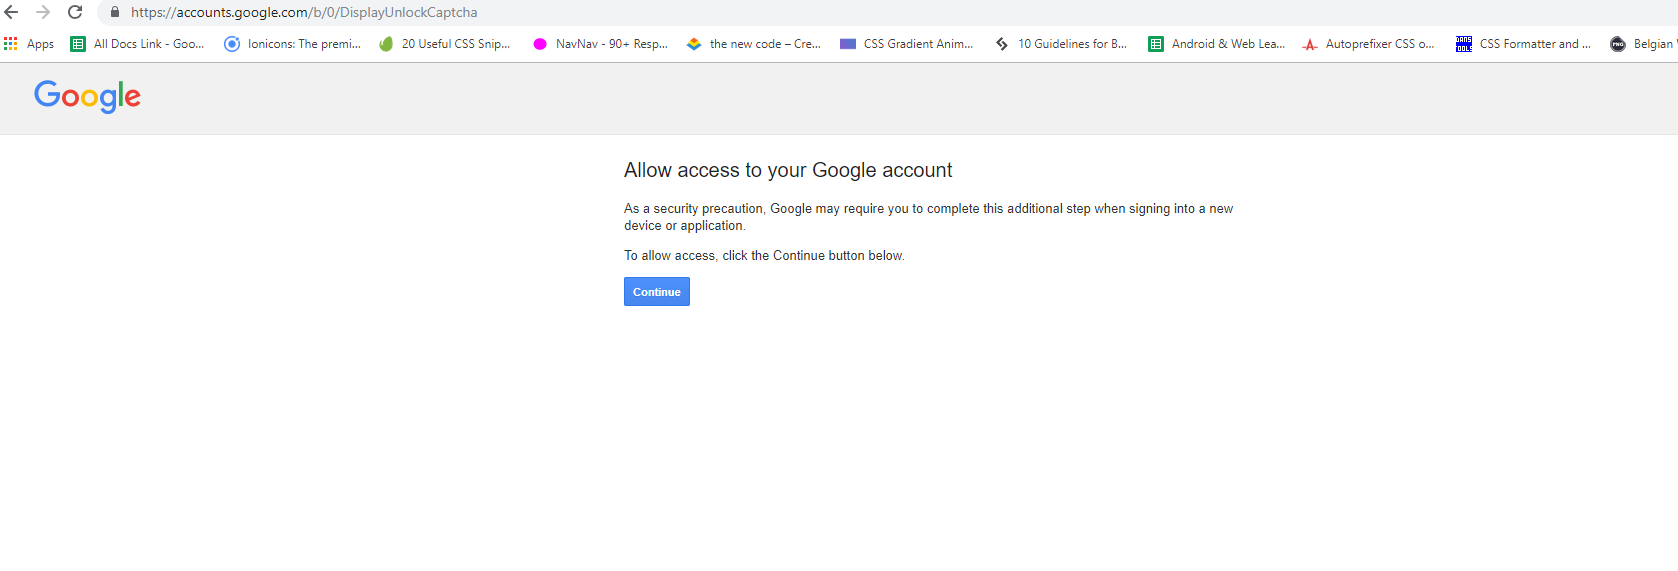 https://accounts.google.com/b/0/DisplayUnlockCaptcha
Apps All Docs Link - Goo... Ionicons: The premi... 20 Useful CSS Snip... NavNav - 90+ Resp... the new code – Cre... CSS Gradient Anim... 10 Guidelines for B... Android & Web Lea... Autoprefixer CSS o... DANS TOOLS CSS Formatter and ... PNG Belgian
Google
Allow access to your Google account
As a security precaution, Google may require you to complete this additional step when signing into a new
device or application.
To allow access, click the Continue button below.
Continue